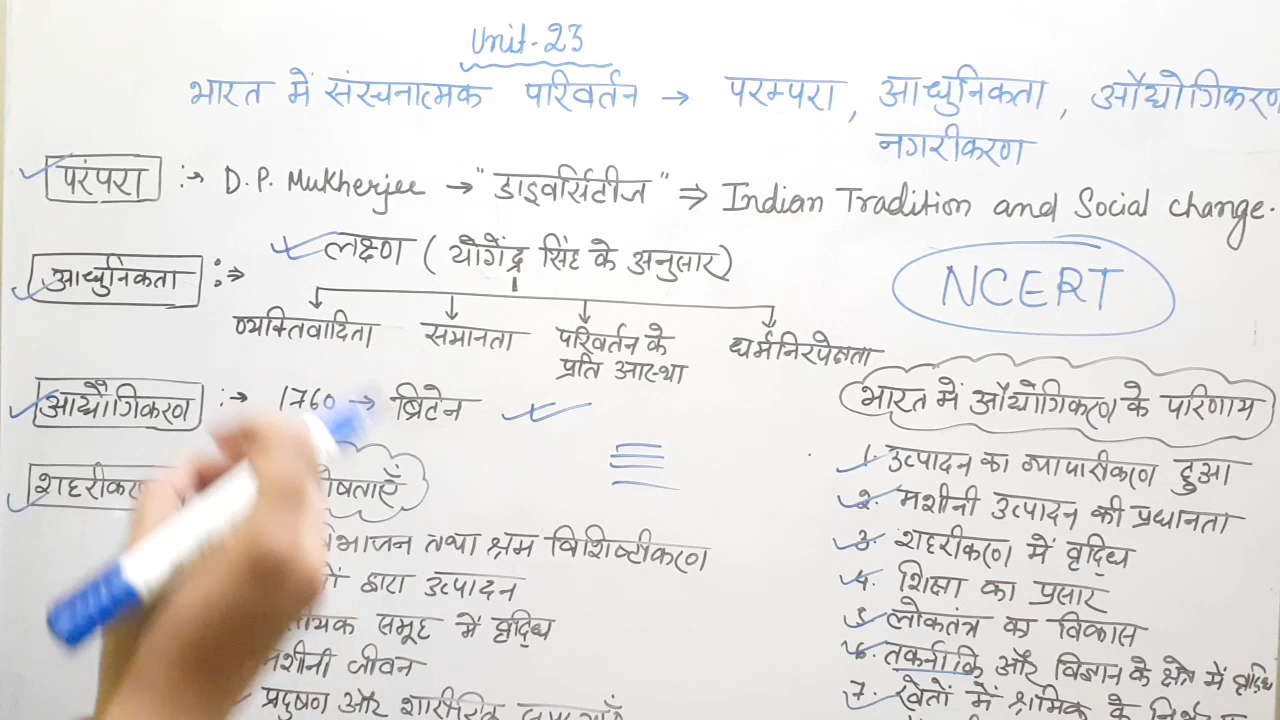 Unit-23
भारत में संरचनात्मक परिवर्तन → परम्परा, आधुनिकता, औद्योगिकरण
नगरीकरण
परंपरा :→ D.P. Mukherjee → "डाइवर्सिटीज" ⇒ Indian Tradition and Social change.
लक्षण (योगेंद्र सिंह के अनुसार)
आधुनिकता :⇒
NCERT
व्यक्तिवादिता समानता परिवर्तन के धर्मनिरपेक्षता
प्रति आस्था
औद्यौगिकरण :→ 1760 → ब्रिटेन
भारत में औद्योगिकरण के परिणाम
1. उत्पादन का व्यापारीकरण हुआ
2. मशीनी उत्पादन की प्रधानता
3. शहरीकरण में वृद्धि
4. शिक्षा का प्रसार
5. लोकतंत्र का विकास
6. तकनीकि और विज्ञान के क्षेत्र में वृद्धि
7. खेतों में श्रमिक के
तथा श्रम विशिष्टीकरण
द्वारा उत्पादन
समूह में वृद्धि
मशीनी जीवन
प्रदुषण और शारीरिक